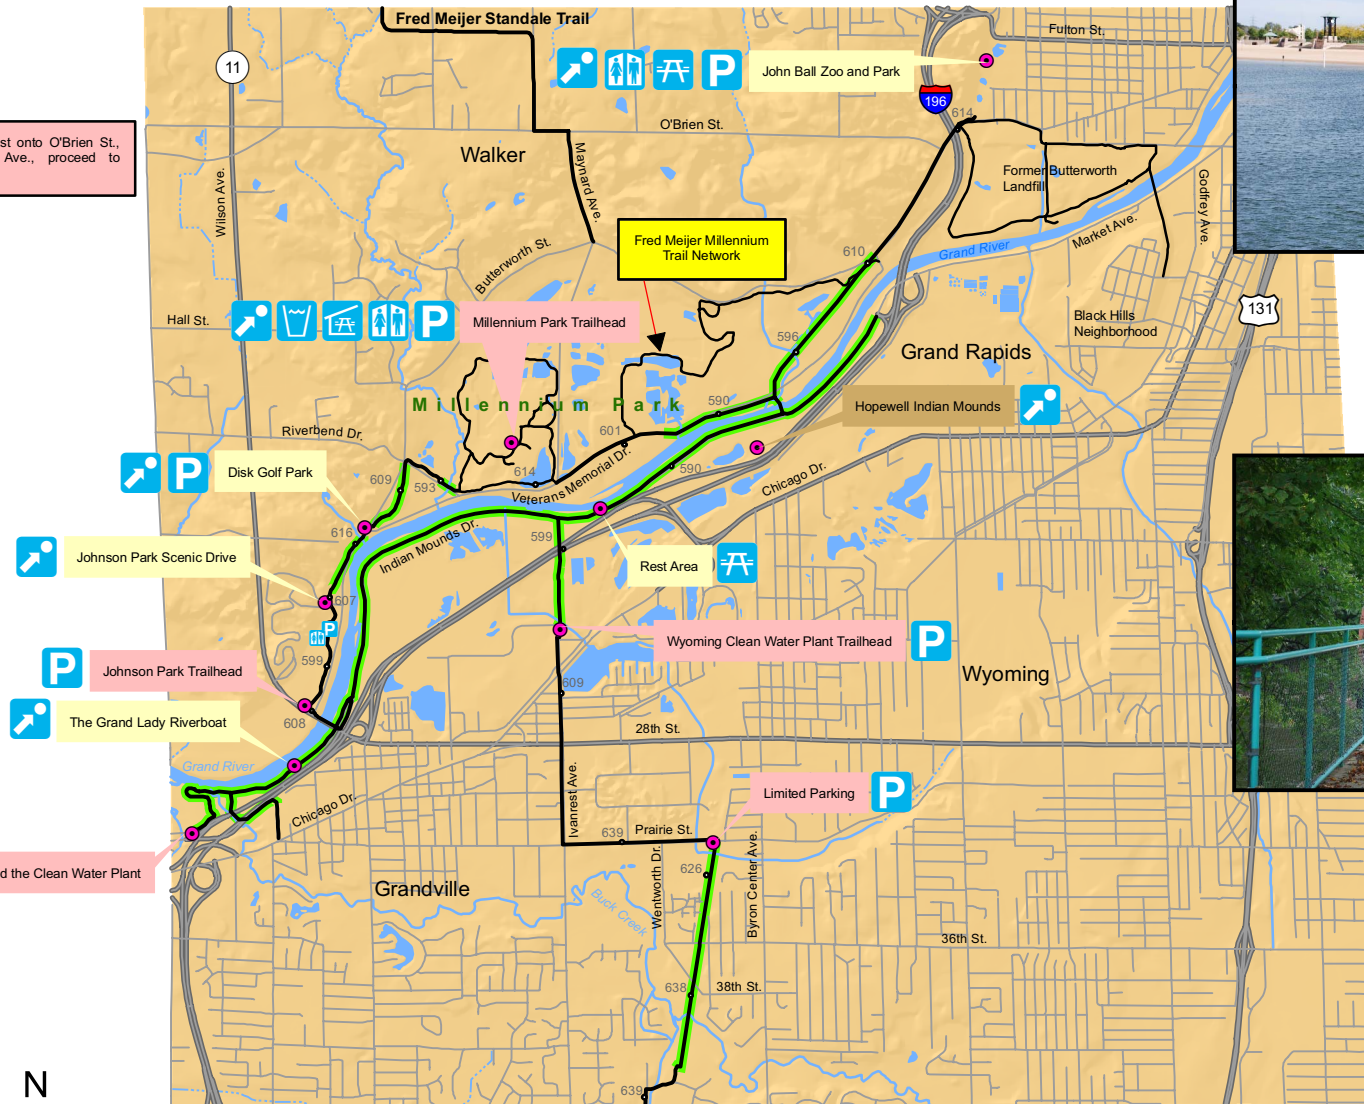 Fred Meijer Standale Trail
Fulton St.
11
P
John Ball Zoo and Park
196
614
O'Brien St.
st onto O'Brien St.,
Ave., proceed to
Walker
Maynard Ave.
Former Butterworth
Landfill
Wilson Ave.
Godfrey Ave.
Market Ave.
Grand River
Fred Meijer Millennium
Trail Network
610
Butterworth St.
Hall St.
P
Millennium Park Trailhead
131
Black Hills
Neighborhood
596
Grand Rapids
Millennium Park
590
Hopewell Indian Mounds
Riverbend Dr.
601
P
Disk Golf Park
609
593
614
Veterans Memorial Dr.
590
Chicago Dr.
616
Indian Mounds Dr.
599
Johnson Park Scenic Drive
Rest Area
607
P
Wyoming Clean Water Plant Trailhead
P
599
P
Johnson Park Trailhead
609
Wyoming
608
The Grand Lady Riverboat
28th St.
Grand River
Ivanrest Ave.
Limited Parking
P
Chicago Dr.
639
Prairie St.
d the Clean Water Plant
626
Wentworth Dr.
Byron Center Ave.
Grandville
Buck Creek
36th St.
638
38th St.
N
639